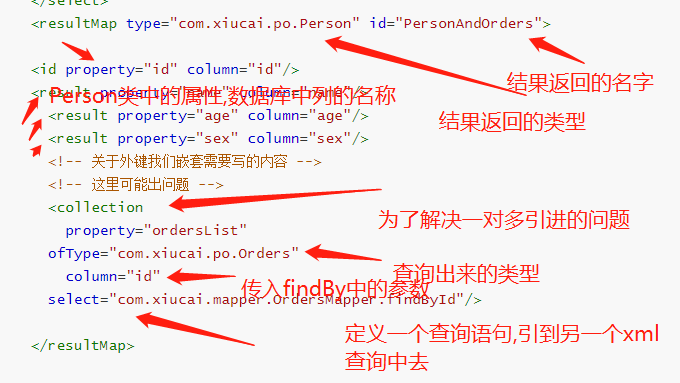 </select>
<resultMap type="com.xiucai.po.Person" id="PersonAndOrders">
结果返回的名字
<id property="id" column="id"/>
<result property="name" column="name"/>
Person类中的属性,数据库中列的名称
结果返回的类型
<result property="age" column="age"/>
<result property="sex" column="sex"/>
<!-- 关于外键我们嵌套需要写的内容 -->
<!-- 这里可能出问题 -->
<collection
为了解决一对多引进的问题
property="ordersList"
ofType="com.xiucai.po.Orders"
查询出来的类型
column="id"
传入findBy中的参数
select="com.xiucai.mapper.OrdersMapper.findById"/>
定义一个查询语句,引到另一个xml
查询中去
</resultMap>